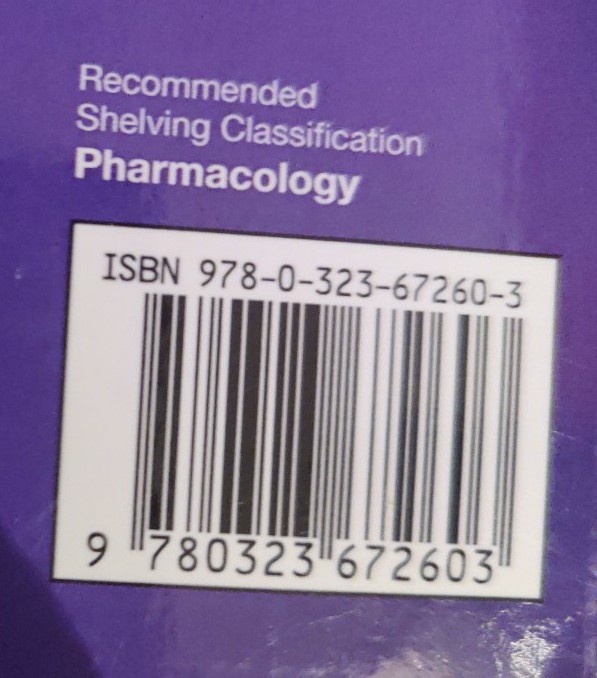 Recommended
Shelving Classification
Pharmacology
ISBN 978-0-323-67260-3
9 780323 672603